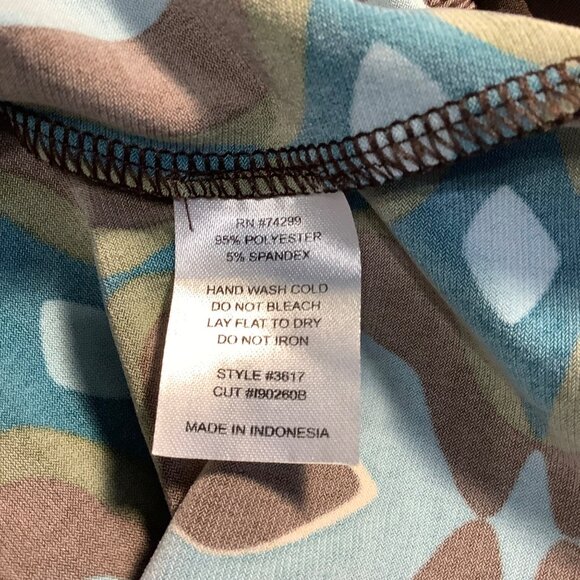 RN #74299
95% POLYESTER
5% SPANDEX
HAND WASH COLD
DO NOT BLEACH
LAY FLAT TO DRY
DO NOT IRON
STYLE #3617
CUT #I90260B
MADE IN INDONESIA